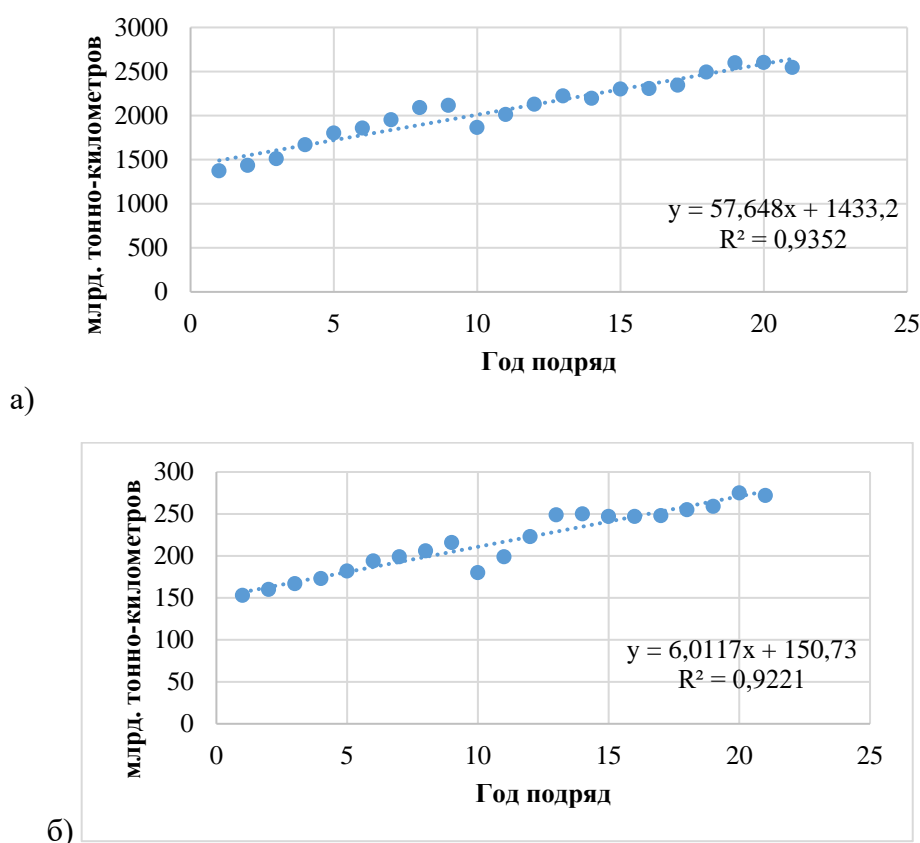 млрд. тонно-километров
3000
2500
2000
1500
1000
500
0
y = 57,648x + 1433,2
R² = 0,9352
0 5 10 15 20 25
Год подряд
а)
млрд. тонно-километров
300
250
200
150
100
50
0
y = 6,0117x + 150,73
R² = 0,9221
0 5 10 15 20 25
Год подряд
б)